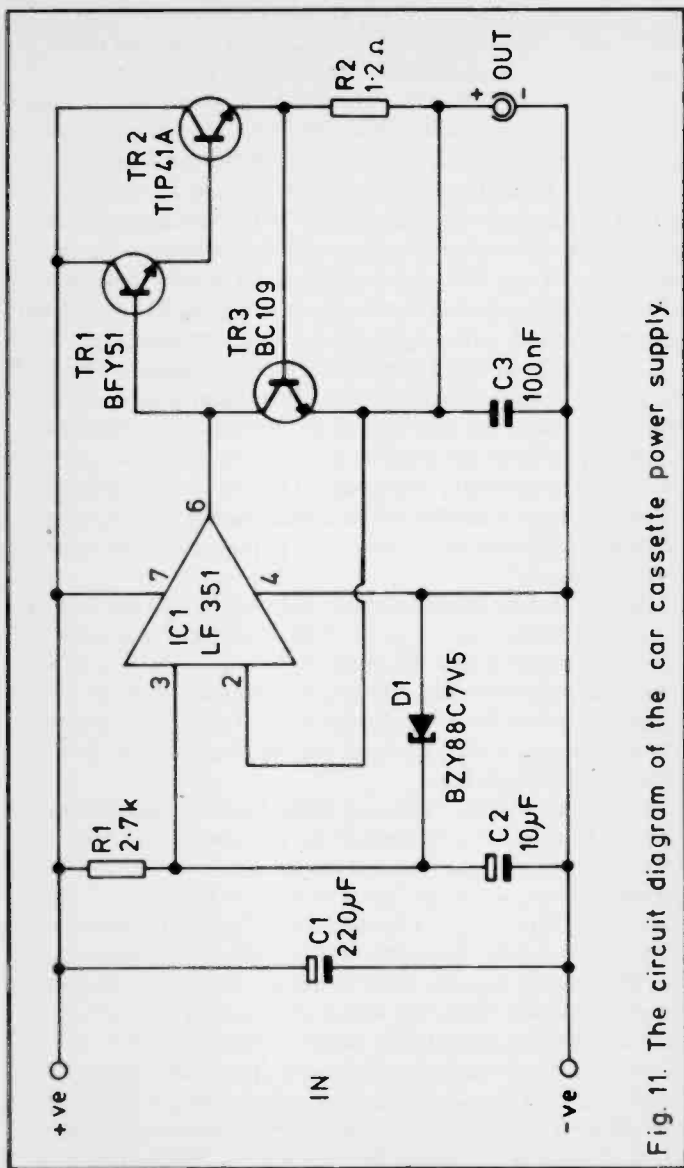 +ve
IN
-ve
R1
2·7k
C1
220µF
C2
10µF
D1
BZY88C7V5
3
2
IC1
LF 351
7
4
6
TR1
BFY51
TR3
BC109
TR2
TIP41A
R2
1·2Ω
C3
100nF
+
-
OUT
Fig. 11. The circuit diagram of the car cassette power supply.